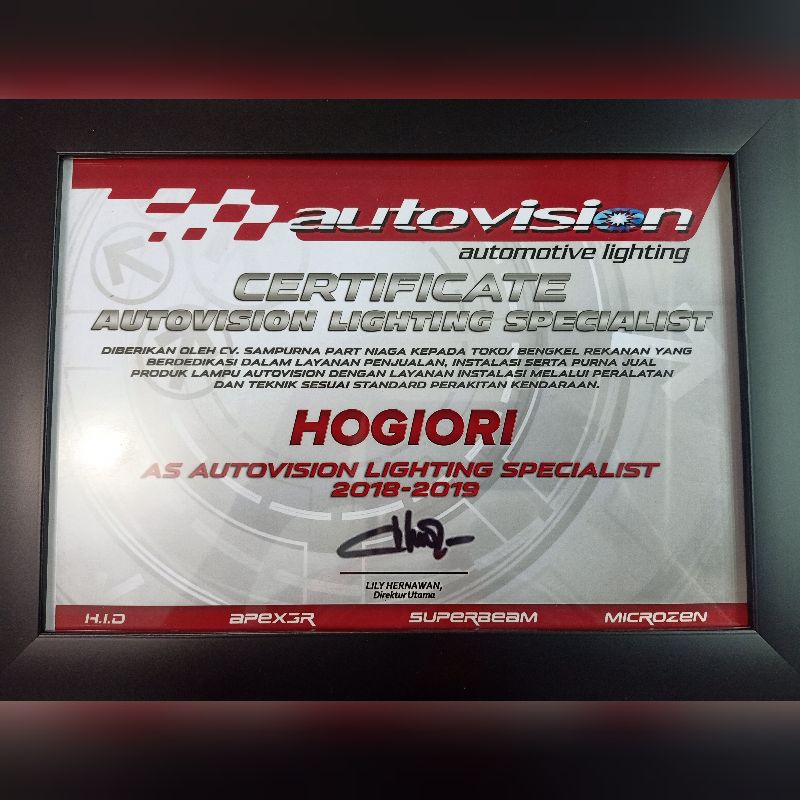 autovision
automotive lighting
CERTIFICATE
AUTOVISION LIGHTING SPECIALIST
DIBERIKAN OLEH CV. SAMPURNA PART NIAGA KEPADA TOKO/ BENGKEL REKANAN YANG
BERDEDIKASI DALAM LAYANAN PENJUALAN, INSTALASI SERTA PURNA JUAL
PRODUK LAMPU AUTOVISION DENGAN LAYANAN INSTALASI MELALUI PERALATAN
DAN TEKNIK SESUAI STANDARD PERAKITAN KENDARAAN.
HOGIORI
AS AUTOVISION LIGHTING SPECIALIST
2018-2019
LILY HERNAWAN,
Direktur Utama
H.I.D APEX3R SUPERBEAM MICROZEN